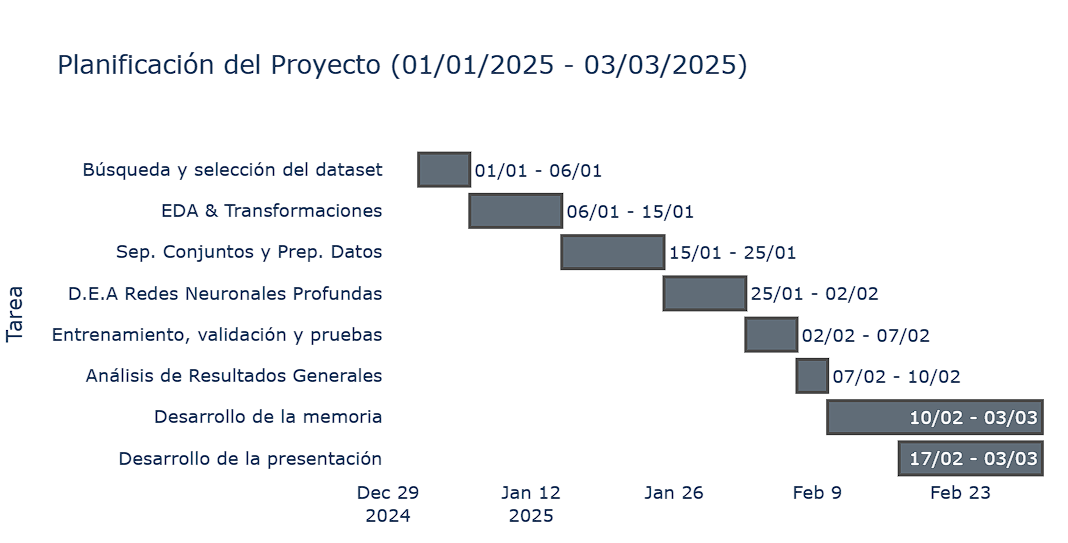 Planificación del Proyecto (01/01/2025 - 03/03/2025)
Tarea
Búsqueda y selección del dataset
01/01 - 06/01
EDA & Transformaciones
06/01 - 15/01
Sep. Conjuntos y Prep. Datos
15/01 - 25/01
D.E.A Redes Neuronales Profundas
25/01 - 02/02
Entrenamiento, validación y pruebas
02/02 - 07/02
Análisis de Resultados Generales
07/02 - 10/02
Desarrollo de la memoria
10/02 - 03/03
Desarrollo de la presentación
17/02 - 03/03
Dec 29
2024
Jan 12
2025
Jan 26
Feb 9
Feb 23